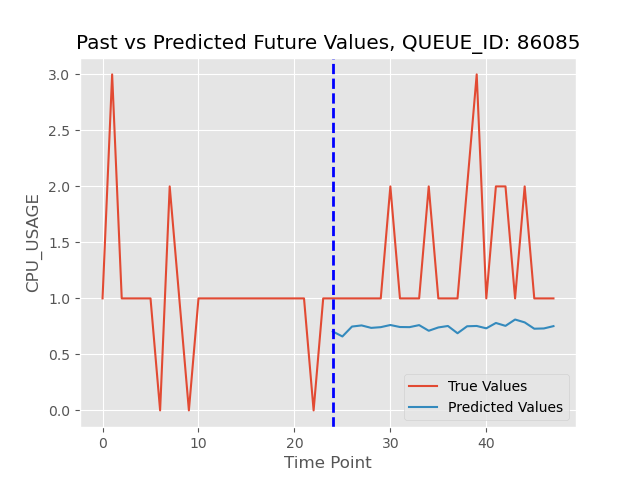 Past vs Predicted Future Values, QUEUE_ID: 86085
3.0
2.5
2.0
1.5
1.0
0.5
0.0
CPU_USAGE
0 10 20 30 40
Time Point
True Values
Predicted Values